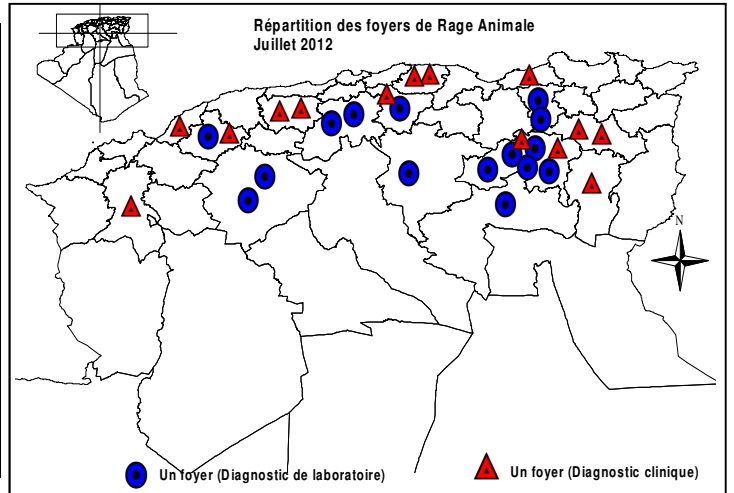 Répartition des foyers de Rage Animale
Juillet 2012
N
Un foyer (Diagnostic de laboratoire)
Un foyer (Diagnostic clinique)